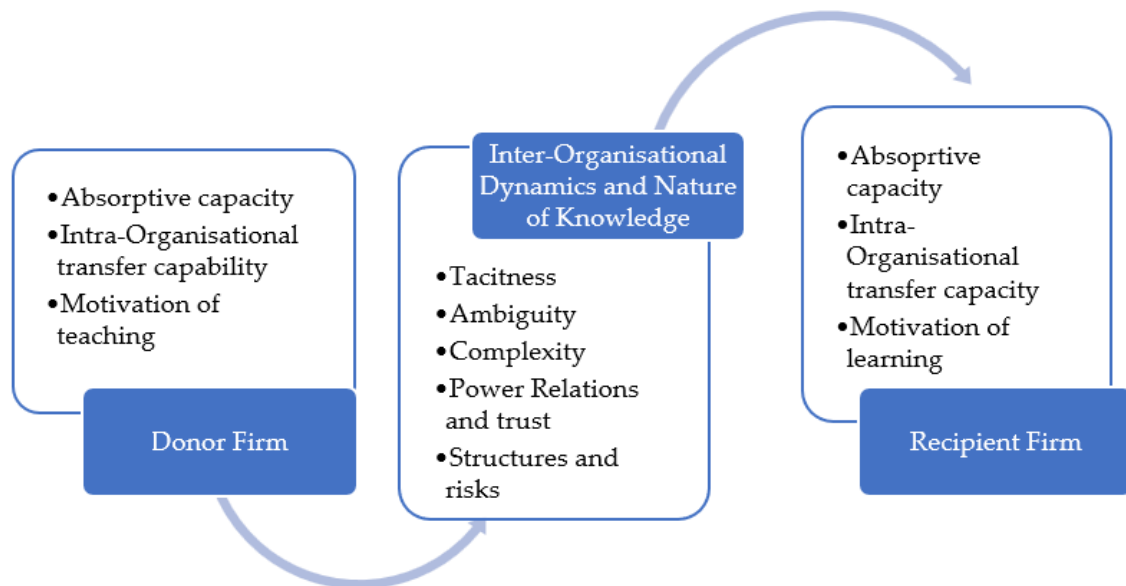 •Absorptive capacity
•Intra-Organisational
transfer capability
•Motivation of
teaching
Donor Firm
Inter-Organisational
Dynamics and Nature
of Knowledge
•Tacitness
•Ambiguity
•Complexity
•Power Relations
and trust
•Structures and
risks
•Absoprtive
capacity
•Intra-
Organisational
transfer capacity
•Motivation of
learning
Recipient Firm